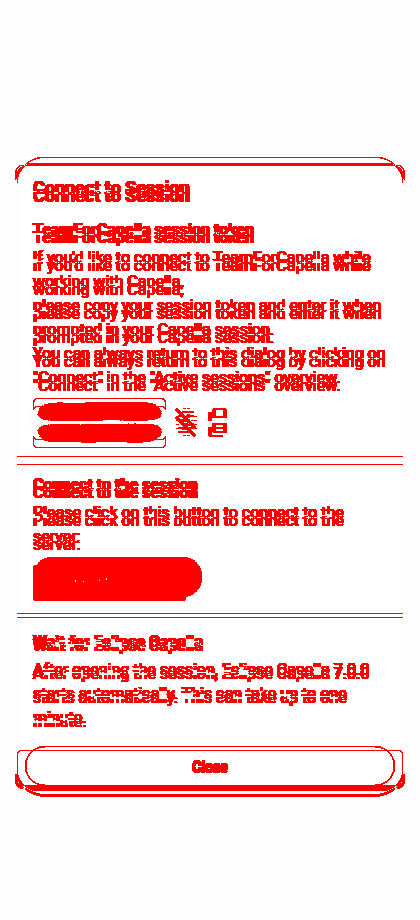 Connect to Session
TeamForCapella session token
If you'd like to connect to TeamForCapella while
working with Capella,
please copy your session token and enter it when
prompted in your Capella session.
You can always return to this dialog by clicking on
"Connect" in the "Active sessions" overview.
Connect to the session
Please click on this button to connect to the
server:
Wait for Eclipse Capella
After opening the session, Eclipse Capella 7.0.0
starts automatically. This can take up to one
minute.
Close